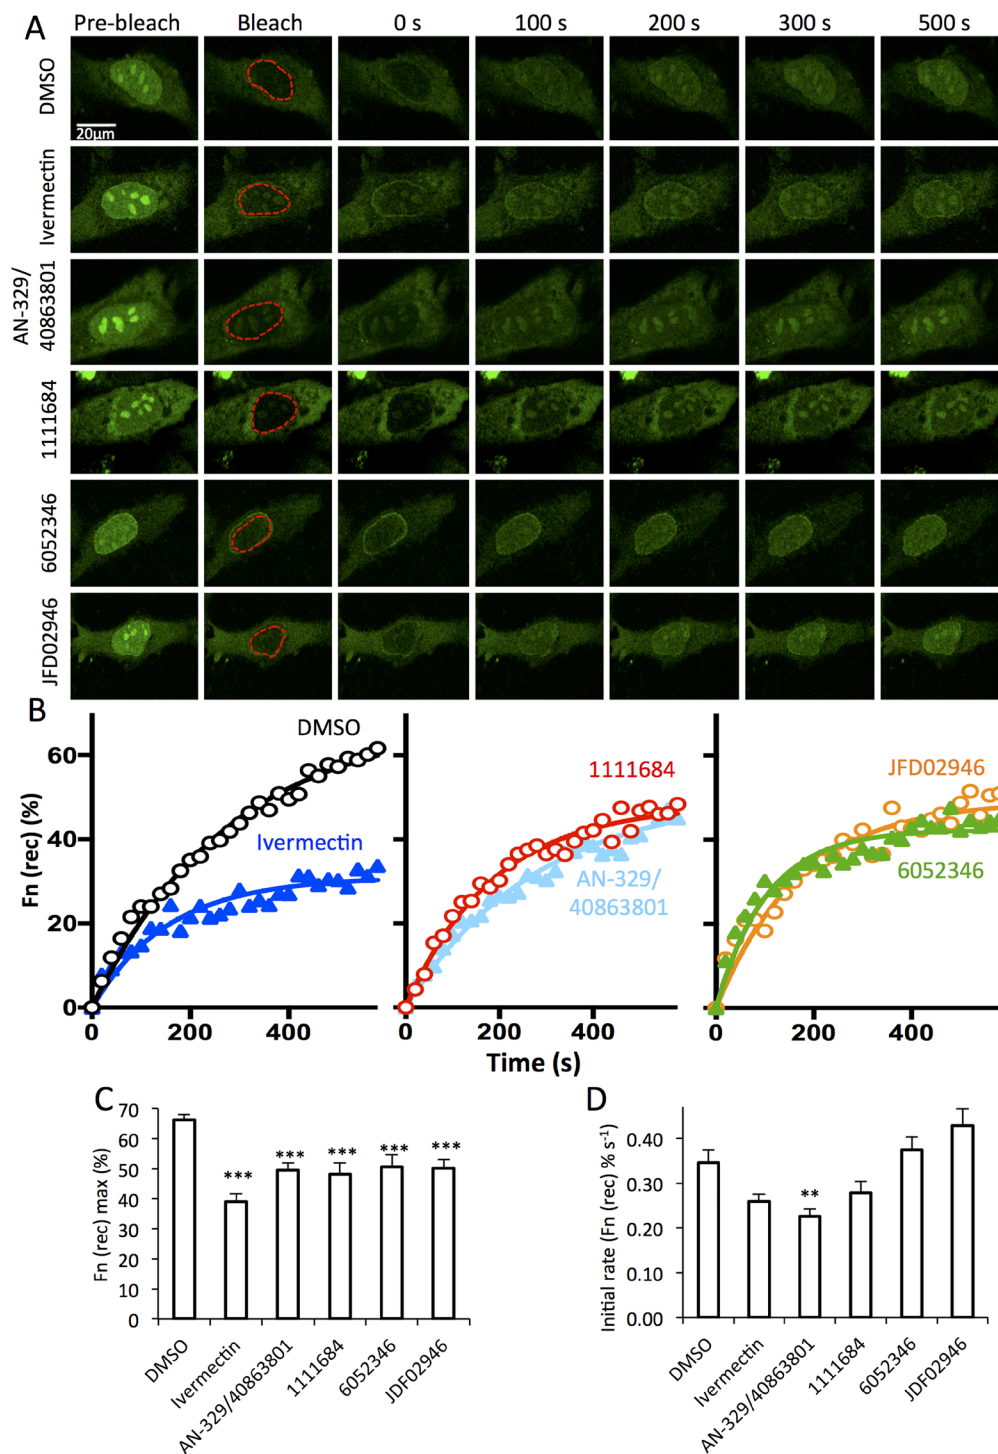 A
Pre-bleach Bleach 0 s 100 s 200 s 300 s 500 s
DMSO
20µm
Ivermectin
AN-329/
40863801
1111684
6052346
JFD02946
B
Fn (rec) (%)
60
40
20
0
DMSO
Ivermectin
0 200 400
1111684
AN-329/
40863801
0 200 400
JFD02946
6052346
0 200 400
Time (s)
C
Fn (rec) max (%)
70
60
50
40
30
20
10
0
*** *** *** *** ***
DMSO
Ivermectin
AN-329/40863801
1111684
6052346
JDF02946
D
Initial rate (Fn (rec) % s-1)
0.40
0.30
0.20
0.00
**
DMSO
Ivermectin
AN-329/40863801
1111684
6052346
JDF02946